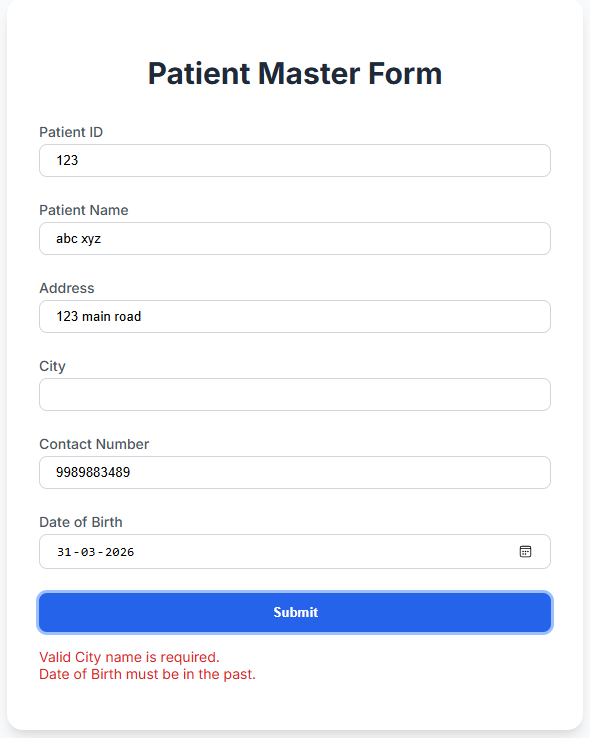 Patient Master Form
Patient ID
123
Patient Name
abc xyz
Address
123 main road
City
Contact Number
9989883489
Date of Birth
31-03-2026
Submit
Valid City name is required.
Date of Birth must be in the past.